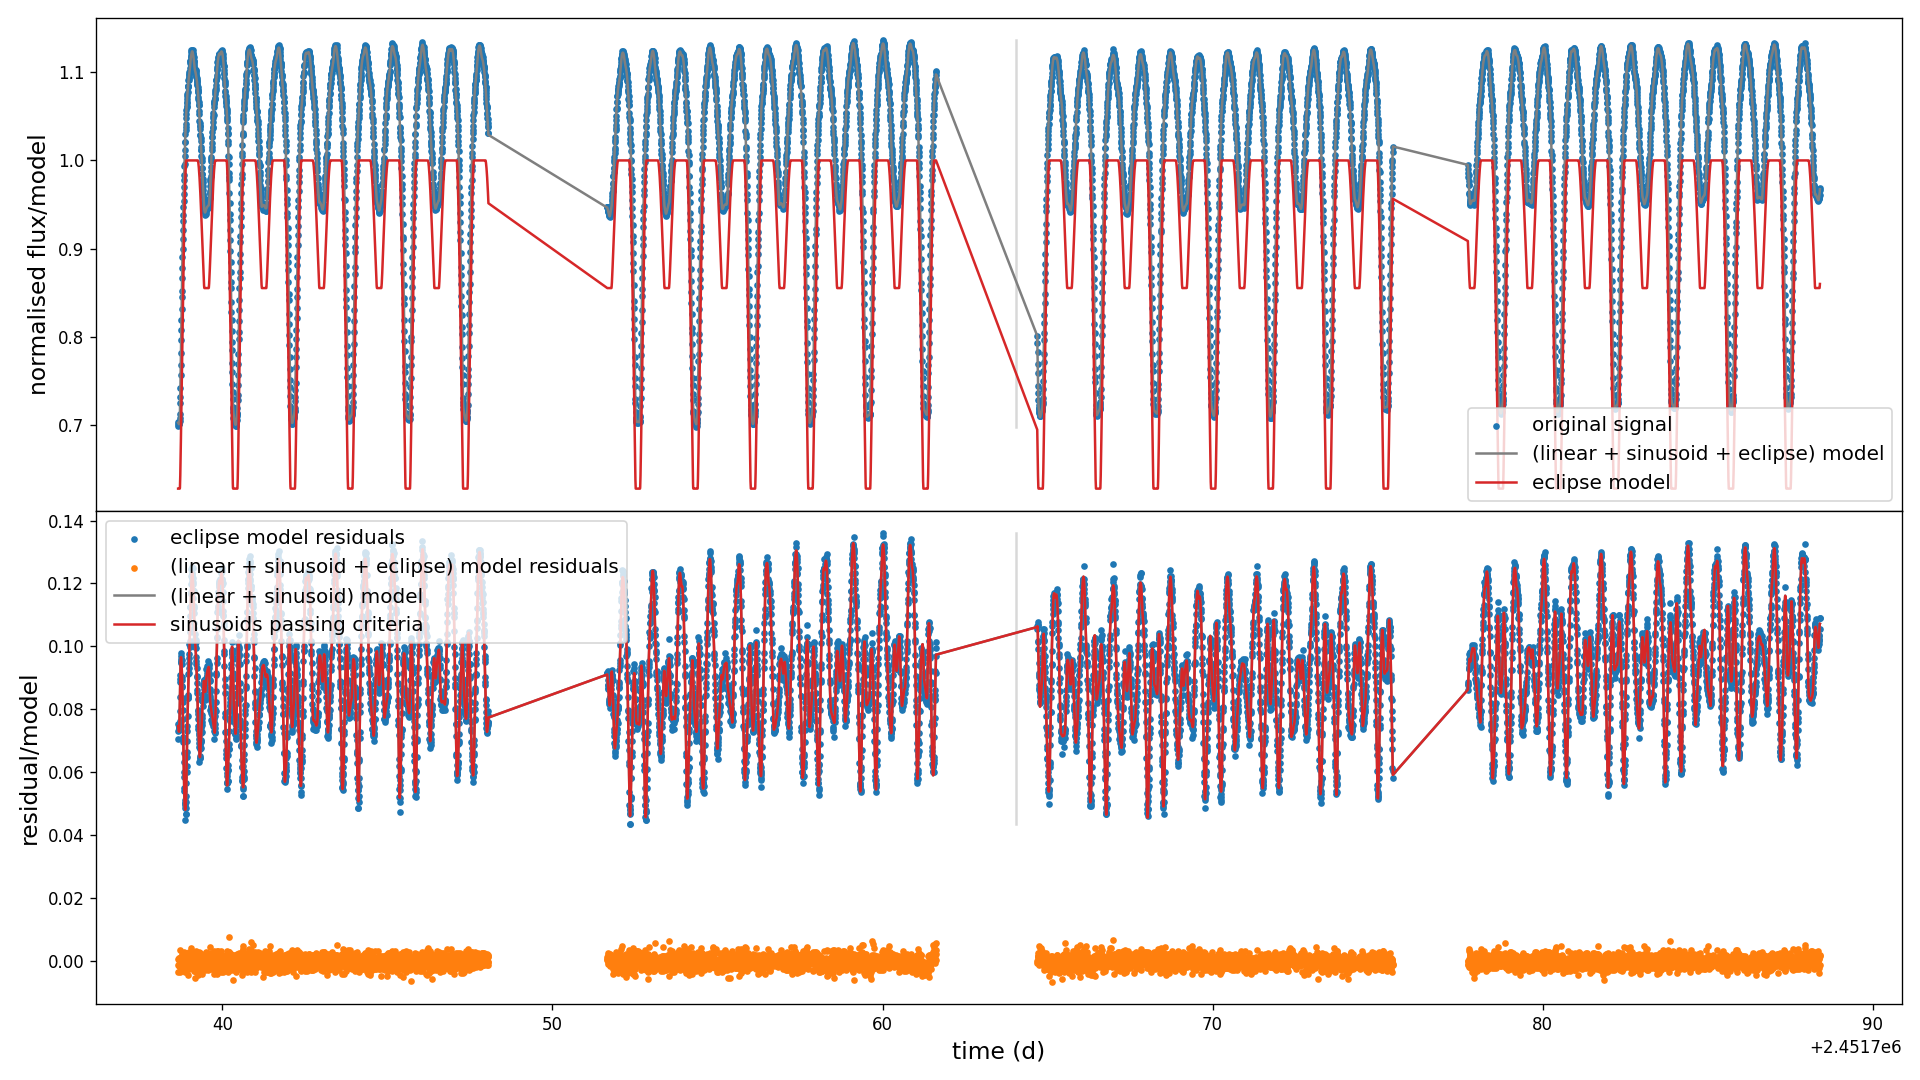 normalised flux/model
1.1
1.0
0.9
0.8
0.7
original signal
(linear + sinusoid + eclipse) model
eclipse model
residual/model
0.14
0.12
0.10
0.08
0.06
0.04
0.02
0.00
eclipse model residuals
(linear + sinusoid + eclipse) model residuals
(linear + sinusoid) model
sinusoids passing criteria
40
50
60
70
80
90
time (d)
+2.4517e6